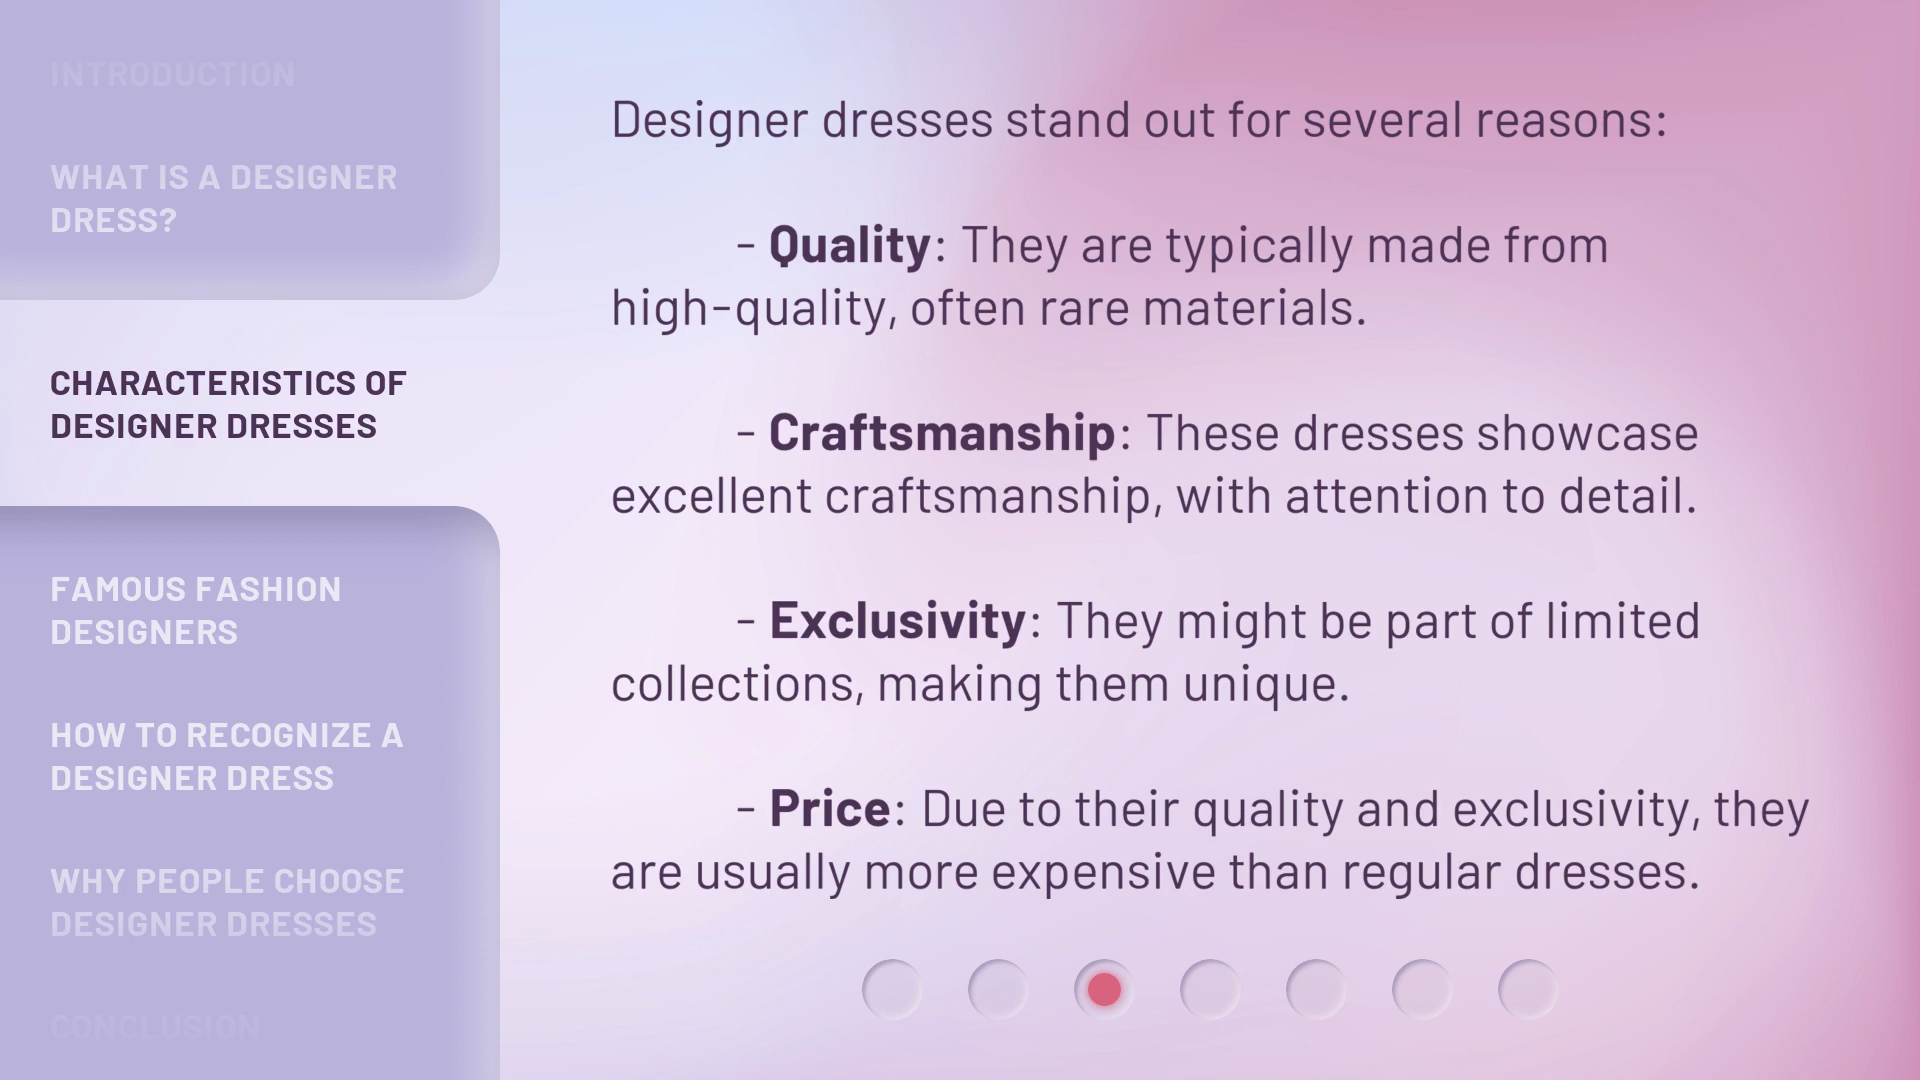 INTRODUCTION
WHAT IS A DESIGNER
DRESS?
CHARACTERISTICS OF
DESIGNER DRESSES
FAMOUS FASHION
DESIGNERS
HOW TO RECOGNIZE A
DESIGNER DRESS
WHY PEOPLE CHOOSE
DESIGNER DRESSES
CONCLUSION
Designer dresses stand out for several reasons:
- Quality: They are typically made from
high-quality, often rare materials.
- Craftsmanship: These dresses showcase
excellent craftsmanship, with attention to detail.
- Exclusivity: They might be part of limited
collections, making them unique.
- Price: Due to their quality and exclusivity, they
are usually more expensive than regular dresses.